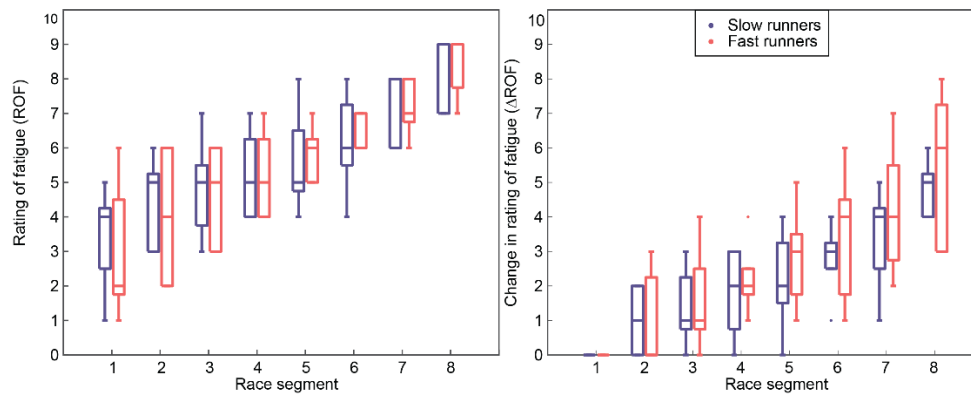 Rating of fatigue (ROF)
10
9
8
7
6
5
4
3
2
1
0
1 2 3 4 5 6 7 8
Race segment
Change in rating of fatigue (ΔROF)
10
9
8
7
6
5
4
3
2
1
0
1 2 3 4 5 6 7 8
Race segment
Slow runners
Fast runners